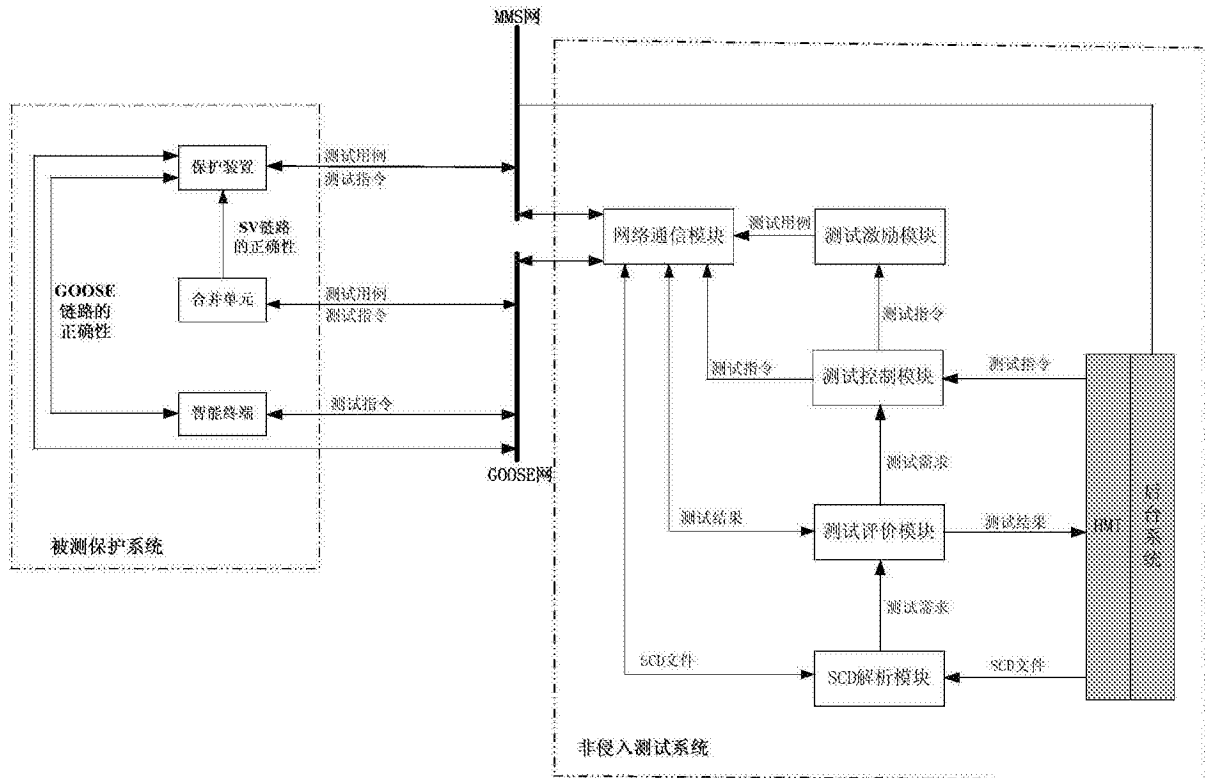 MMS网
保护装置
测试用例
测试指令
SV链路
的正确性
GOOSE
链路的
正确性
合并单元
测试用例
测试指令
智能终端
测试指令
GOOSE网
被测保护系统
网络通信模块
测试用例
测试激励模块
测试指令
测试指令
测试控制模块
测试指令
测试需求
测试结果
测试评价模块
测试结果
HMI
后台系统
测试需求
SCD文件
SCD解析模块
SCD文件
非侵入测试系统